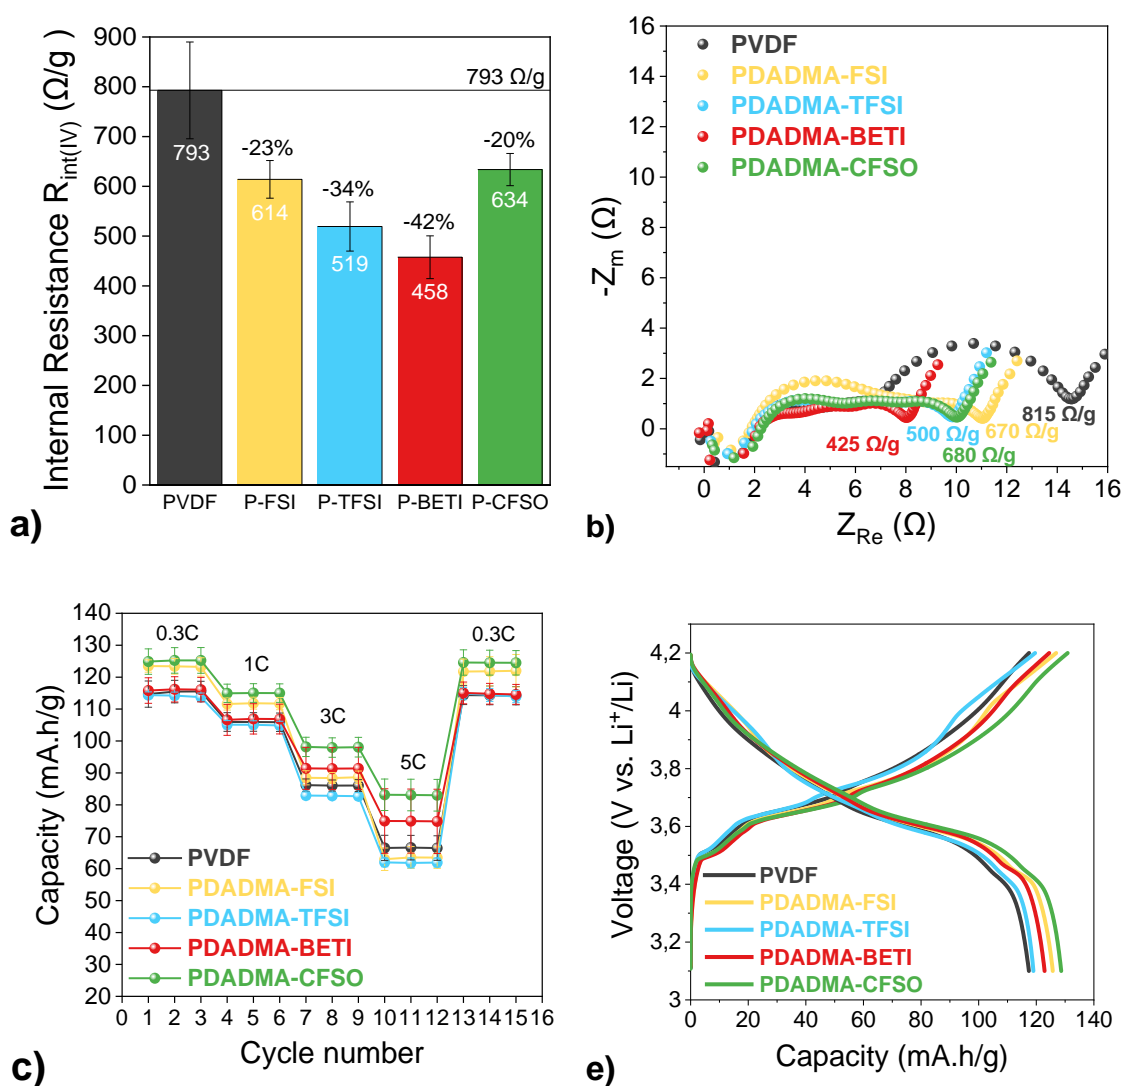 Internal Resistance R int(IV) (Ω/g )
900
800
700
600
500
400
300
200
100
0
793 Ω/g
793
-23%
614
-34%
519
-42%
458
-20%
634
PVDF P-FSI P-TFSI P-BETI P-CFSO
a)
-Zm (Ω)
16
14
12
10
8
6
4
2
0
PVDF
PDADMA-FSI
PDADMA-TFSI
PDADMA-BETI
PDADMA-CFSO
815 Ω/g
425 Ω/g 500 Ω/g 670 Ω/g
680 Ω/g
0 2 4 6 8 10 12 14 16
ZRe (Ω)
b)
Capacity (mA.h/g)
140
130
120
110
100
90
80
70
60
50
40
30
20
0.3C
1C
3C
5C
0.3C
PVDF
PDADMA-FSI
PDADMA-TFSI
PDADMA-BETI
PDADMA-CFSO
0 1 2 3 4 5 6 7 8 9 10 11 12 13 14 15 16
Cycle number
c)
Voltage (V vs. Li⁺/Li)
4,2
4
3,8
3,6
3,4
3,2
3
PVDF
PDADMA-FSI
PDADMA-TFSI
PDADMA-BETI
PDADMA-CFSO
0 20 40 60 80 100 120 140
Capacity (mA.h/g)
e)